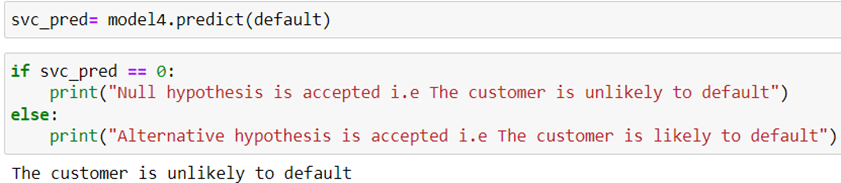 svc_pred= model4.predict(default)
if svc_pred == 0:
    print("Null hypothesis is accepted i.e The customer is unlikely to default")
else:
    print("Alternative hypothesis is accepted i.e The customer is likely to default")
The customer is unlikely to default